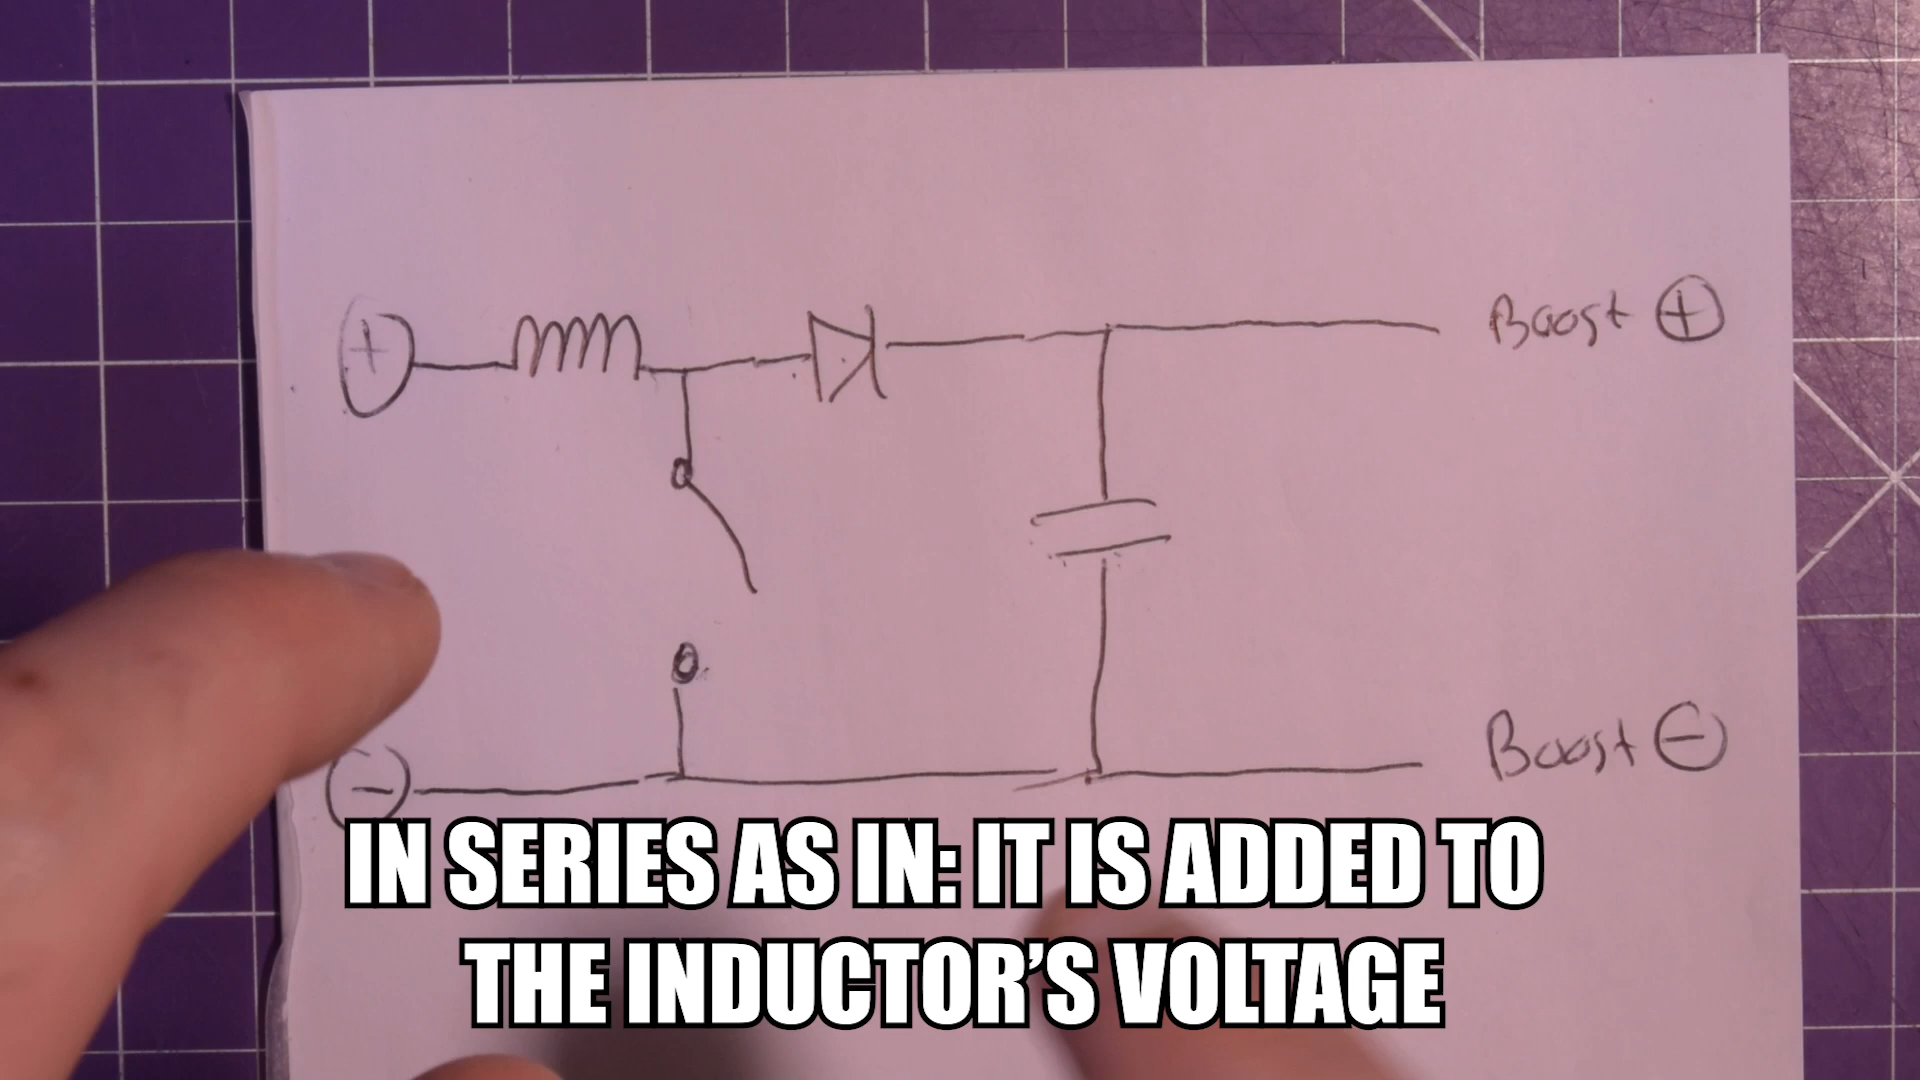 + Boost +
- Boost -
IN SERIES AS IN: IT IS ADDED TO
THE INDUCTOR’S VOLTAGE